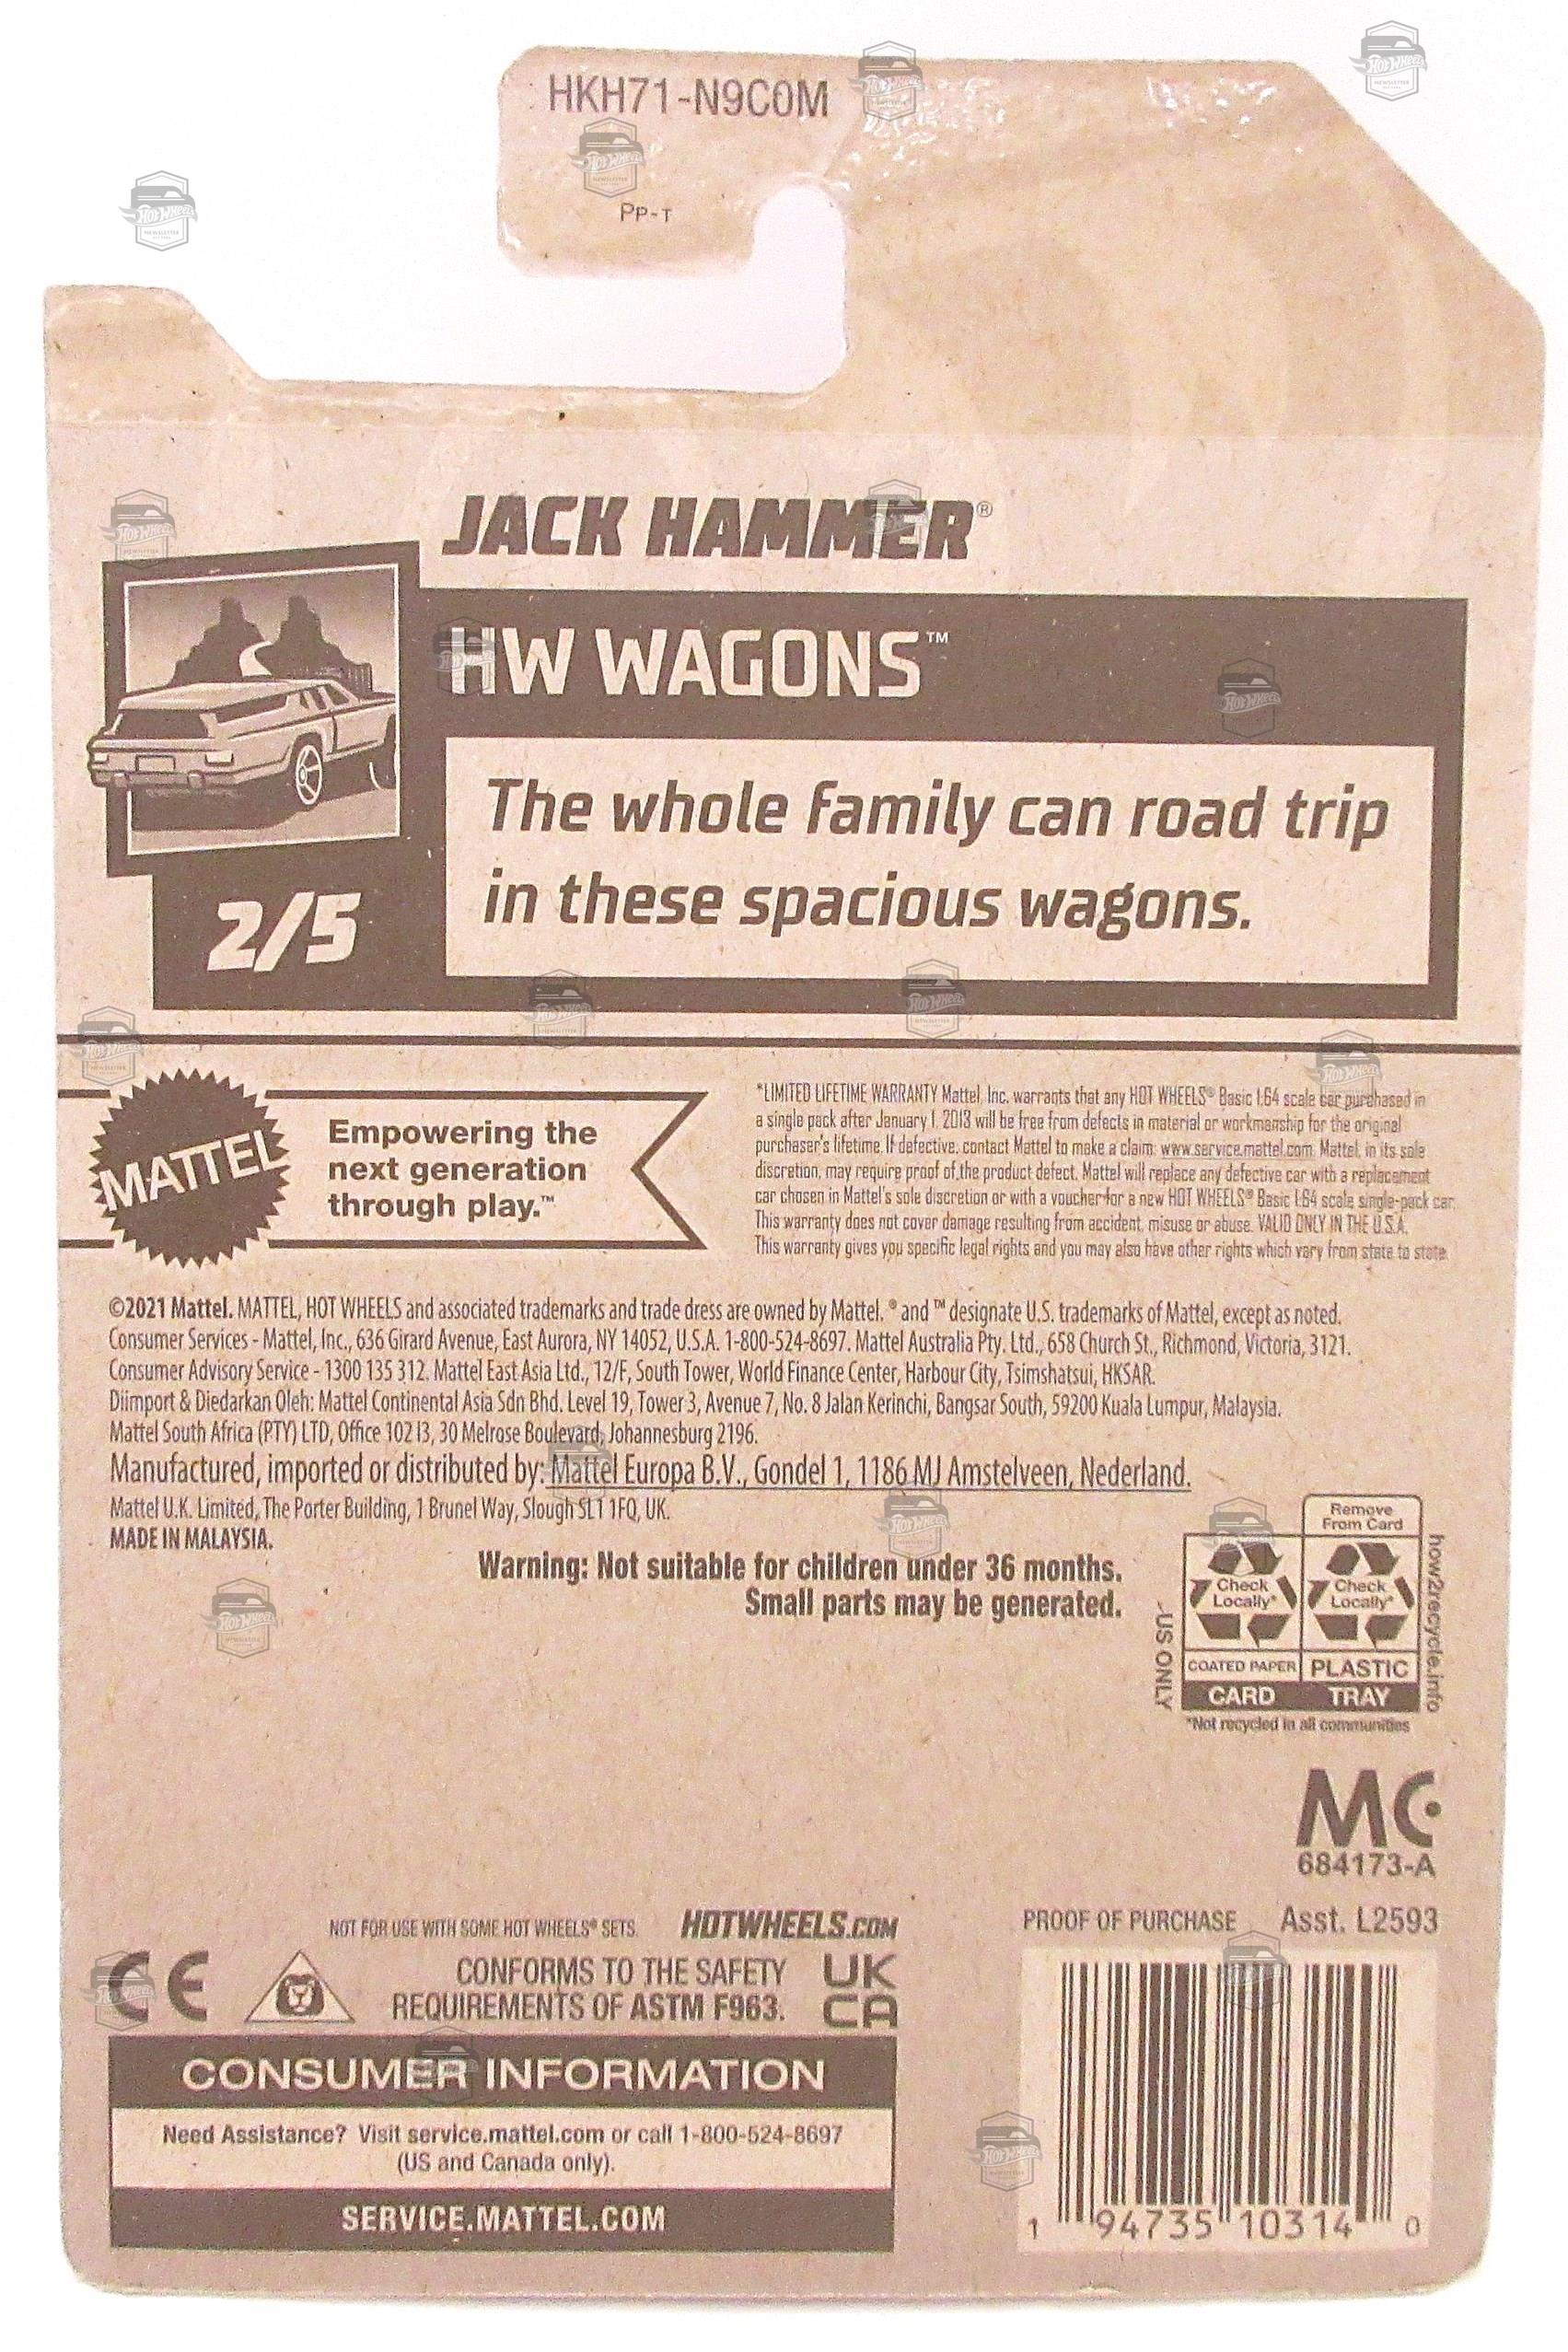 HKH71-N9C0M
PP-T
JACK HAMMER®
HW WAGONS™
The whole family can road trip
in these spacious wagons.
2/5
MATTEL
Empowering the
next generation
through play.™
*LIMITED LIFETIME WARRANTY Mattel, Inc. warrants that any HOT WHEELS® Basic 1:64 scale car purchased in
a single pack after January 1, 2013 will be free from defects in material or workmanship for the original
purchaser's lifetime. If defective, contact Mattel to make a claim: www.service.mattel.com. Mattel, in its sole
discretion, may require proof of the product defect. Mattel will replace any defective car with a replacement
car chosen in Mattel's sole discretion or with a voucher for a new HOT WHEELS® Basic 1:64 scale single-pack car.
This warranty does not cover damage resulting from accident, misuse or abuse. VALID ONLY IN THE U.S.A.
This warranty gives you specific legal rights and you may also have other rights which vary from state to state.
©2021 Mattel. MATTEL, HOT WHEELS and associated trademarks and trade dress are owned by Mattel. ® and ™ designate U.S. trademarks of Mattel, except as noted.
Consumer Services - Mattel, Inc., 636 Girard Avenue, East Aurora, NY 14052, U.S.A. 1-800-524-8697. Mattel Australia Pty. Ltd., 658 Church St., Richmond, Victoria, 3121.
Consumer Advisory Service - 1300 135 312. Mattel East Asia Ltd., 12/F, South Tower, World Finance Center, Harbour City, Tsimshatsui, HKSAR.
Diimport & Diedarkan Oleh: Mattel Continental Asia Sdn Bhd. Level 19, Tower 3, Avenue 7, No. 8 Jalan Kerinchi, Bangsar South, 59200 Kuala Lumpur, Malaysia.
Mattel South Africa (PTY) LTD, Office 102 I3, 30 Melrose Boulevard, Johannesburg 2196.
Manufactured, imported or distributed by: Mattel Europa B.V., Gondel 1, 1186 MJ Amstelveen, Nederland.
Mattel U.K. Limited, The Porter Building, 1 Brunel Way, Slough SL1 1FQ, UK.
MADE IN MALAYSIA.
Warning: Not suitable for children under 36 months.
Small parts may be generated.
Remove
From Card
Check
Locally*
Check
Locally*
COATED PAPER
PLASTIC
CARD
TRAY
US ONLY
how2recycle.info
*Not recycled in all communities
MC
684173-A
NOT FOR USE WITH SOME HOT WHEELS® SETS.
HOTWHEELS.COM
PROOF OF PURCHASE
Asst. L2593
CE
CONFORMS TO THE SAFETY
REQUIREMENTS OF ASTM F963.
UK
CA
CONSUMER INFORMATION
Need Assistance? Visit service.mattel.com or call 1-800-524-8697
(US and Canada only).
SERVICE.MATTEL.COM
1 94735 10314 0